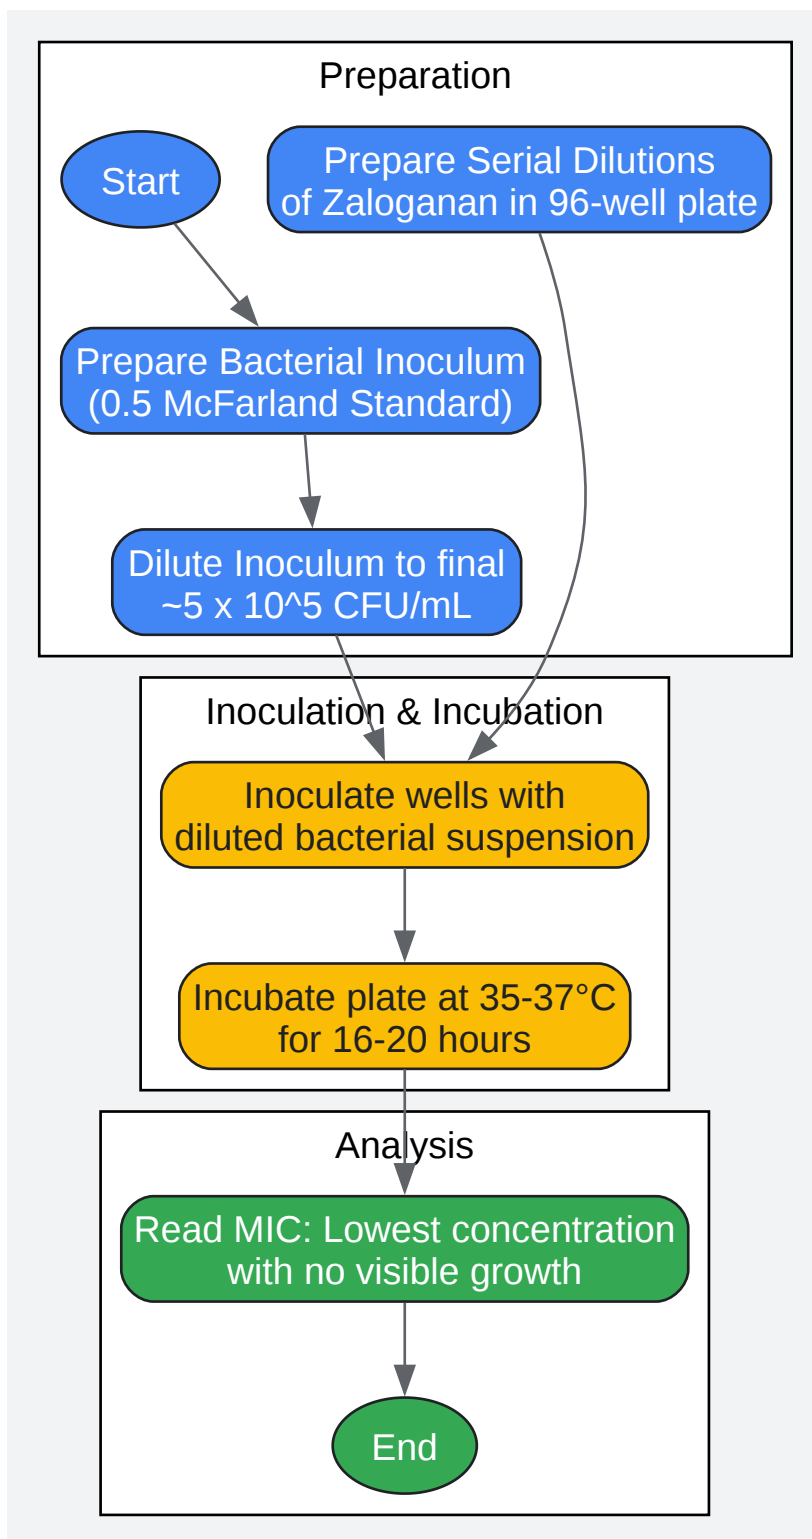 Preparation
Start
Prepare Serial Dilutions
of Zaloganan in 96-well plate
Prepare Bacterial Inoculum
(0.5 McFarland Standard)
Dilute Inoculum to final
~5 x 10^5 CFU/mL
Inoculation & Incubation
Inoculate wells with
diluted bacterial suspension
Incubate plate at 35-37°C
for 16-20 hours
Analysis
Read MIC: Lowest concentration
with no visible growth
End